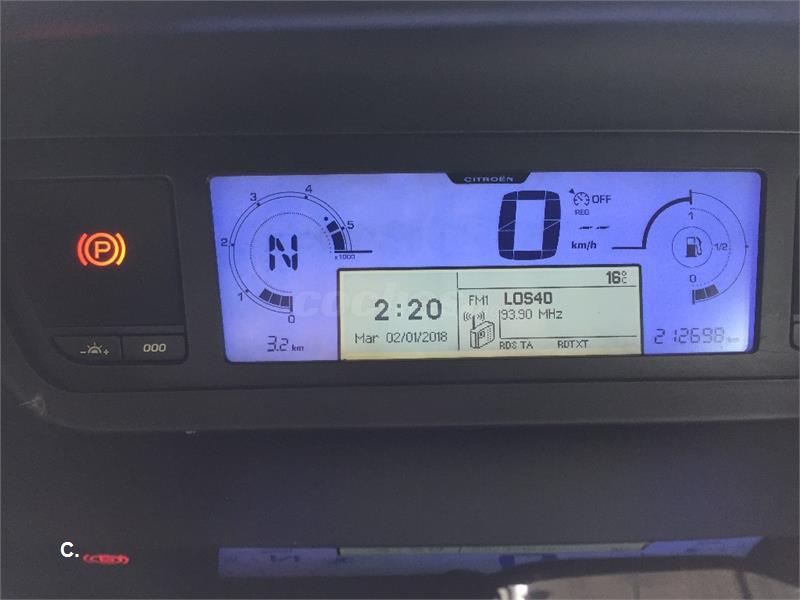 CITROËN
3 4
2 5
1 x1000
0
N
0
OFF
REG
--
km/h
1
1/2
0
P
000
3.2 km
2:20
Mar 02/01/2018
16°C
FM1 LOS40
93.90 MHz
RDS TA RDTXT
212698 km
C.